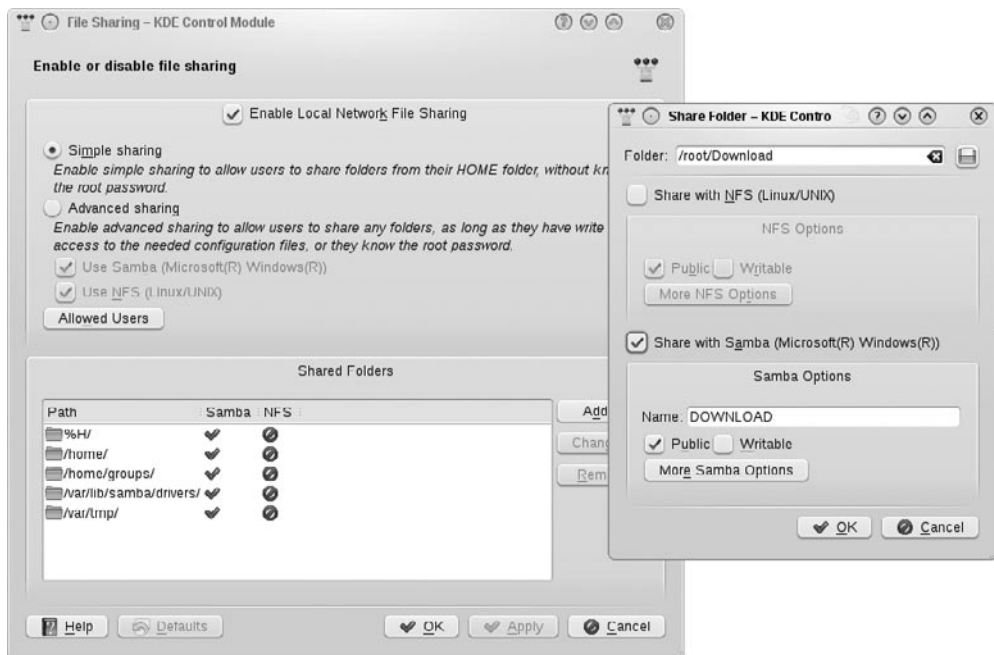 File Sharing – KDE Control Module
Enable or disable file sharing
Enable Local Network File Sharing
Simple sharing
Enable simple sharing to allow users to share folders from their HOME folder, without kn
the root password.
Advanced sharing
Enable advanced sharing to allow users to share any folders, as long as they have write
access to the needed configuration files, or they know the root password.
Use Samba (Microsoft(R) Windows(R))
Use NFS (Linux/UNIX)
Allowed Users
Shared Folders
Path Samba NFS
%H/
/home/
/home/groups/
/var/lib/samba/drivers/
/var/tmp/
Add
Chang
Rem
Help
Defaults
OK
Apply
Cancel
Share Folder – KDE Contro
Folder: /root/Download
Share with NFS (Linux/UNIX)
NFS Options
Public Writable
More NFS Options
Share with Samba (Microsoft(R) Windows(R))
Samba Options
Name: DOWNLOAD
Public Writable
More Samba Options
OK Cancel